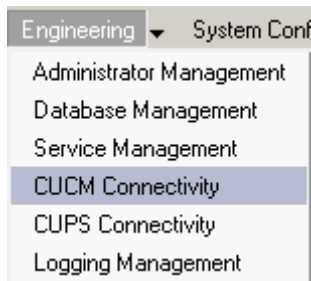 Engineering System Conf
Administrator Management
Database Management
Service Management
CUCM Connectivity
CUPS Connectivity
Logging Management